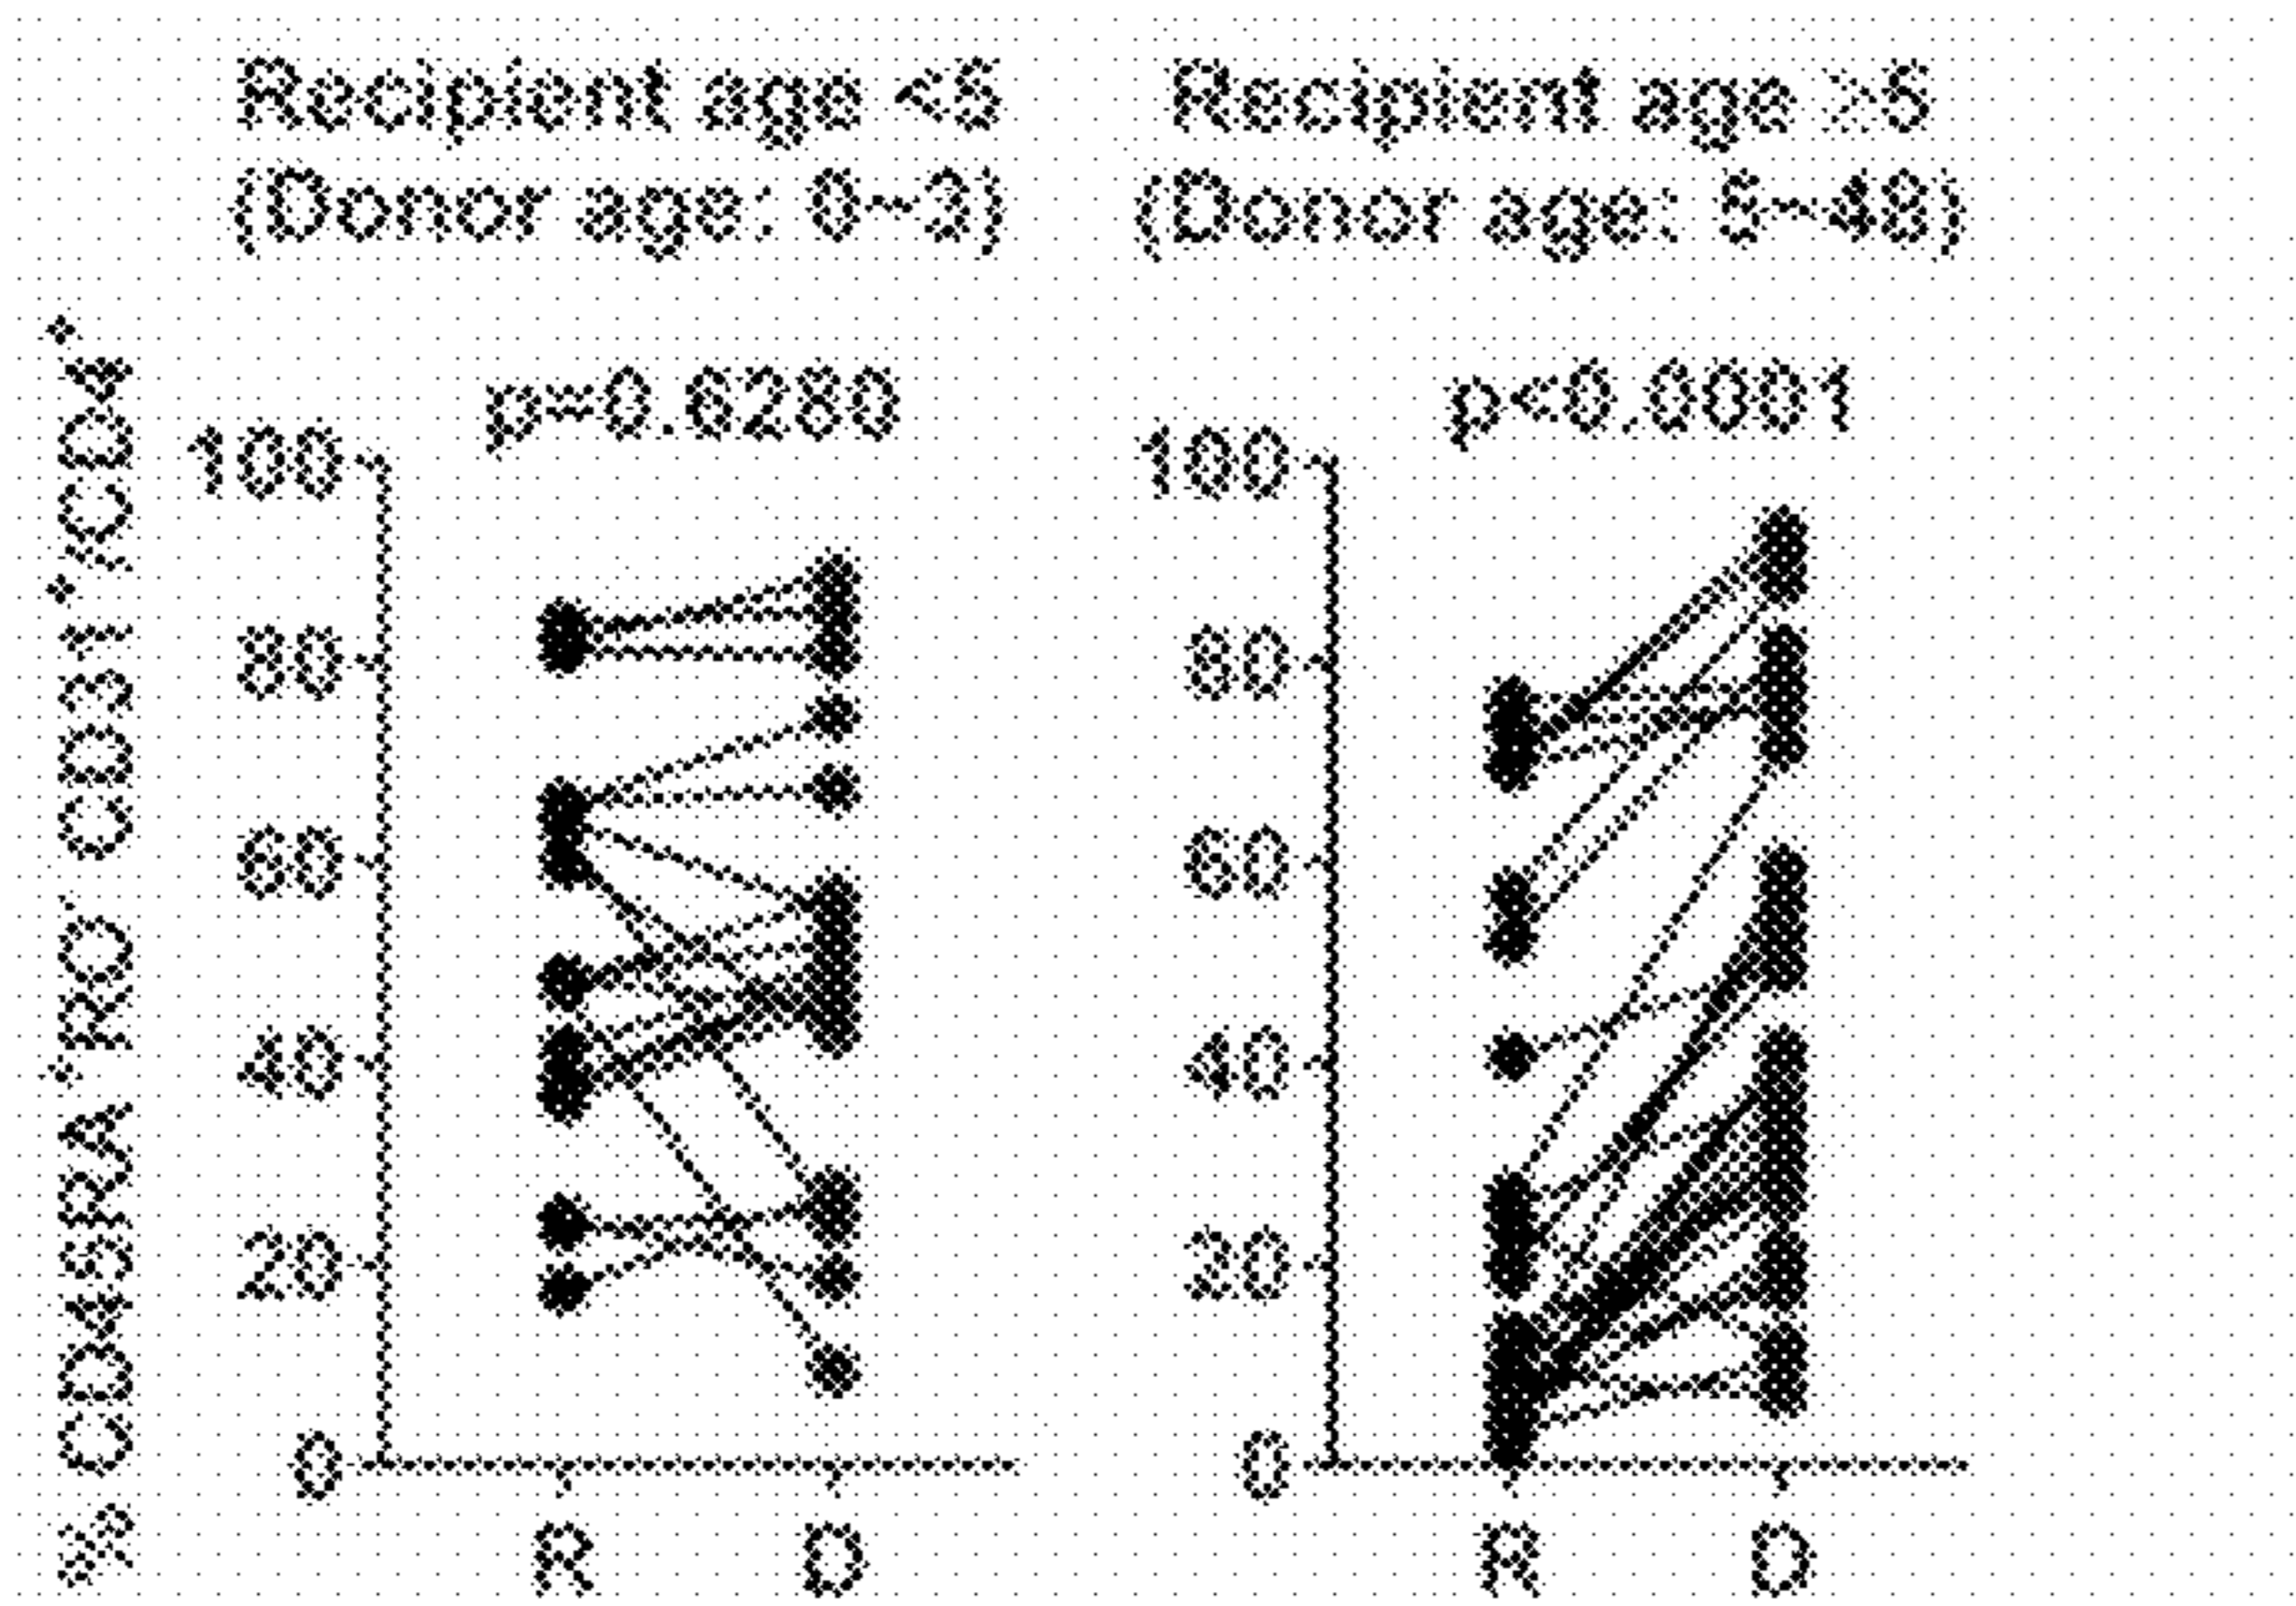 Recipient age <5
(Donor age: 0~3)
Recipient age >5
(Donor age: 5~48)
% CD45RA⁺RO⁻ CD31⁺/CD4⁺
p=0.6280
100
80
60
40
20
0
R D
p<0.0001
100
80
60
40
20
0
R D